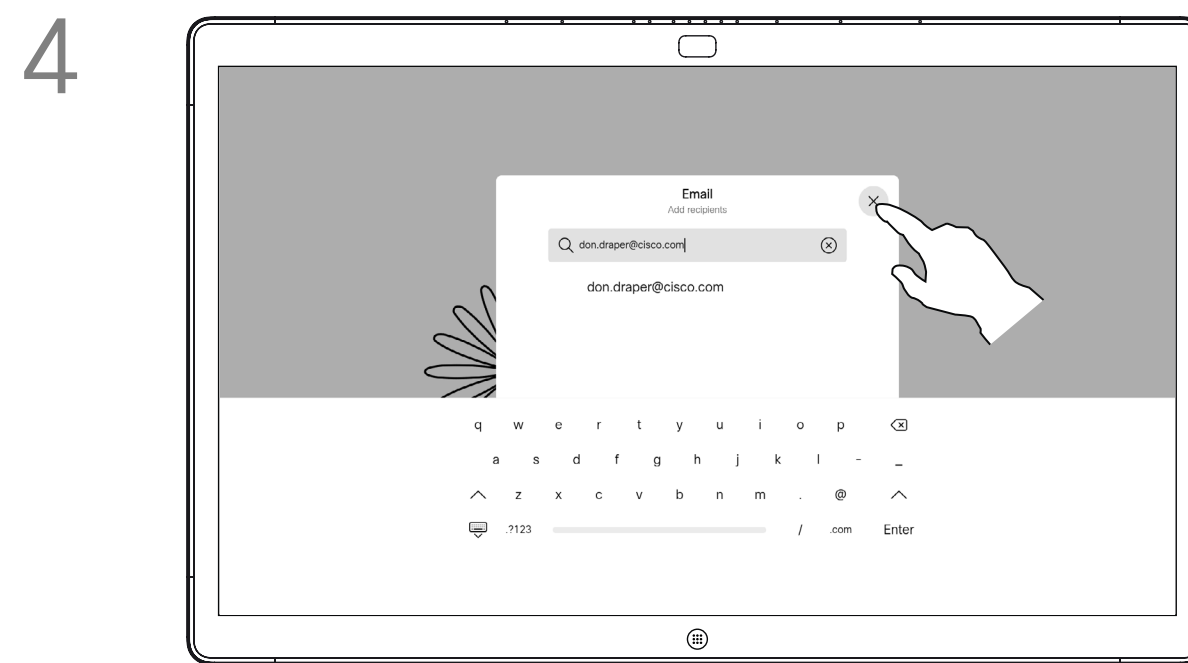 4
Email
Add recipients
don.draper@cisco.com
don.draper@cisco.com
q w e r t y u i o p
a s d f g h j k l - _
z x c v b n m . @
.?123 / .com Enter